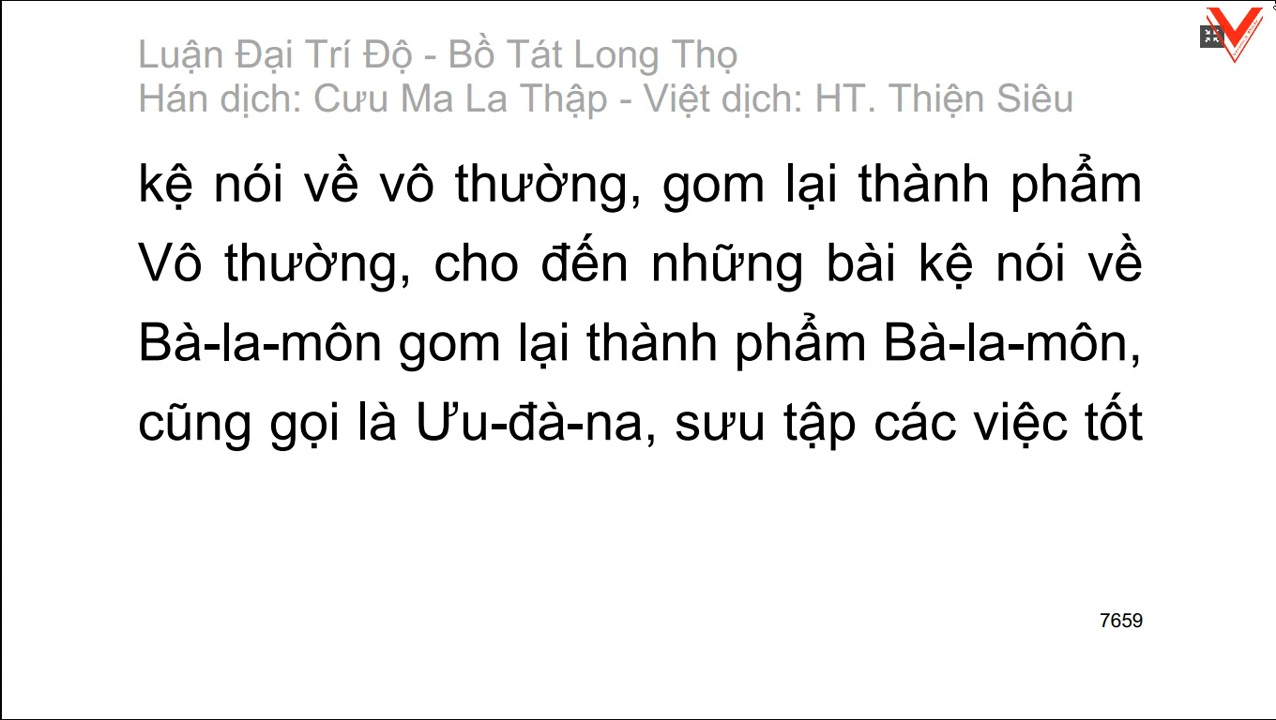 Luận Đại Trí Độ - Bồ Tát Long Thọ
Hán dịch: Cưu Ma La Thập - Việt dịch: HT. Thiện Siêu
kệ nói về vô thường, gom lại thành phẩm
Vô thường, cho đến những bài kệ nói về
Bà-la-môn gom lại thành phẩm Bà-la-môn,
cũng gọi là Ưu-đà-na, sưu tập các việc tốt
7659